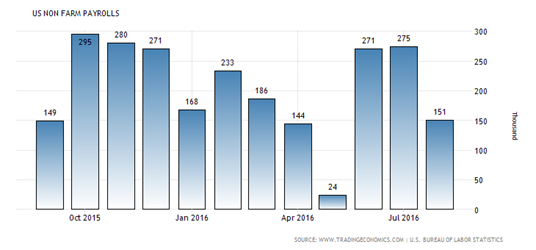 US NON FARM PAYROLLS
300
295
280
271
271
275
250
233
200
186
168
149
144
151
150
100
24
50
0
Thousand
Oct 2015
Jan 2016
Apr 2016
Jul 2016
SOURCE: WWW.TRADINGECONOMICS.COM | U.S. BUREAU OF LABOR STATISTICS